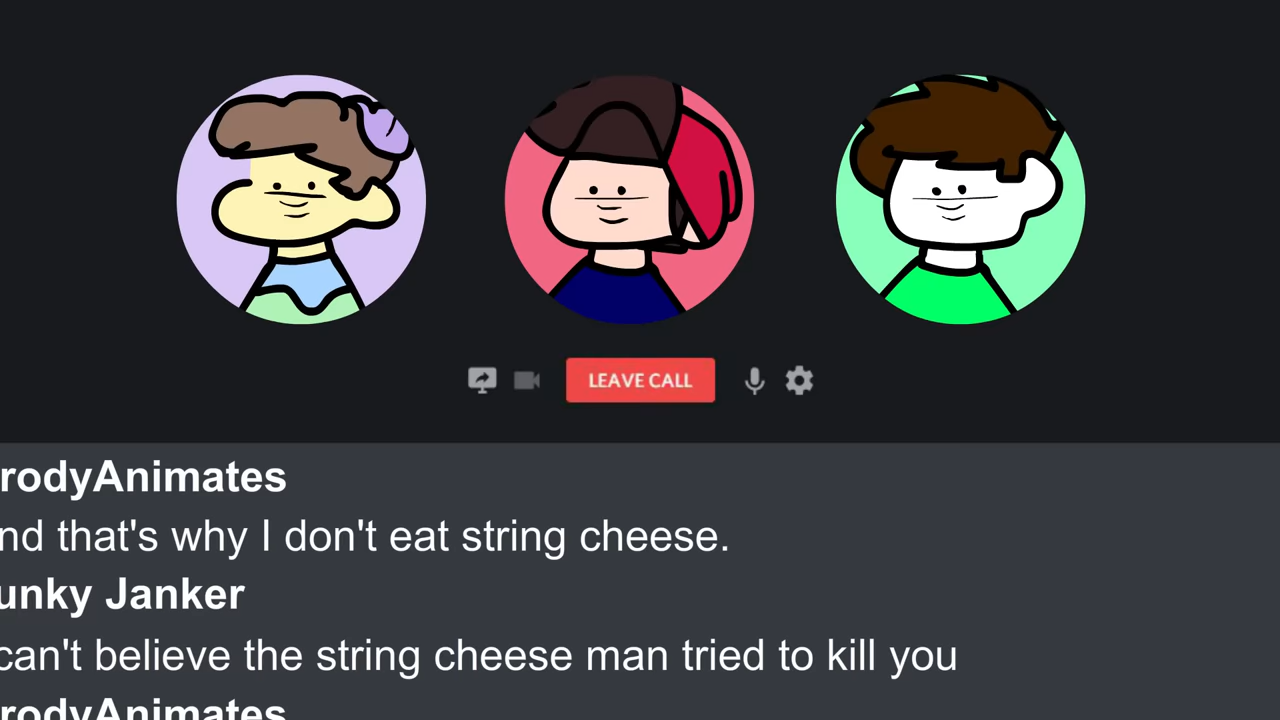 LEAVE CALL
rodyAnimates
nd that's why I don't eat string cheese.
unky Janker
can't believe the string cheese man tried to kill you
rodyAnimates